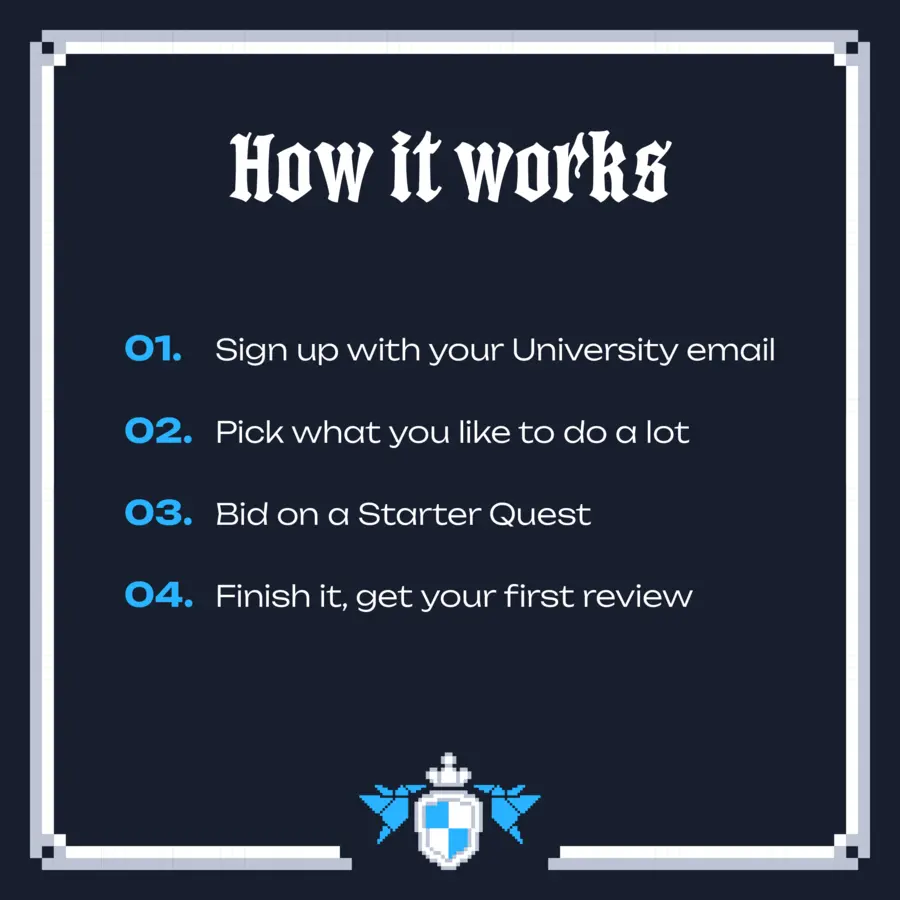 How it works
01. Sign up with your University email
02. Pick what you like to do a lot
03. Bid on a Starter Quest
04. Finish it, get your first review